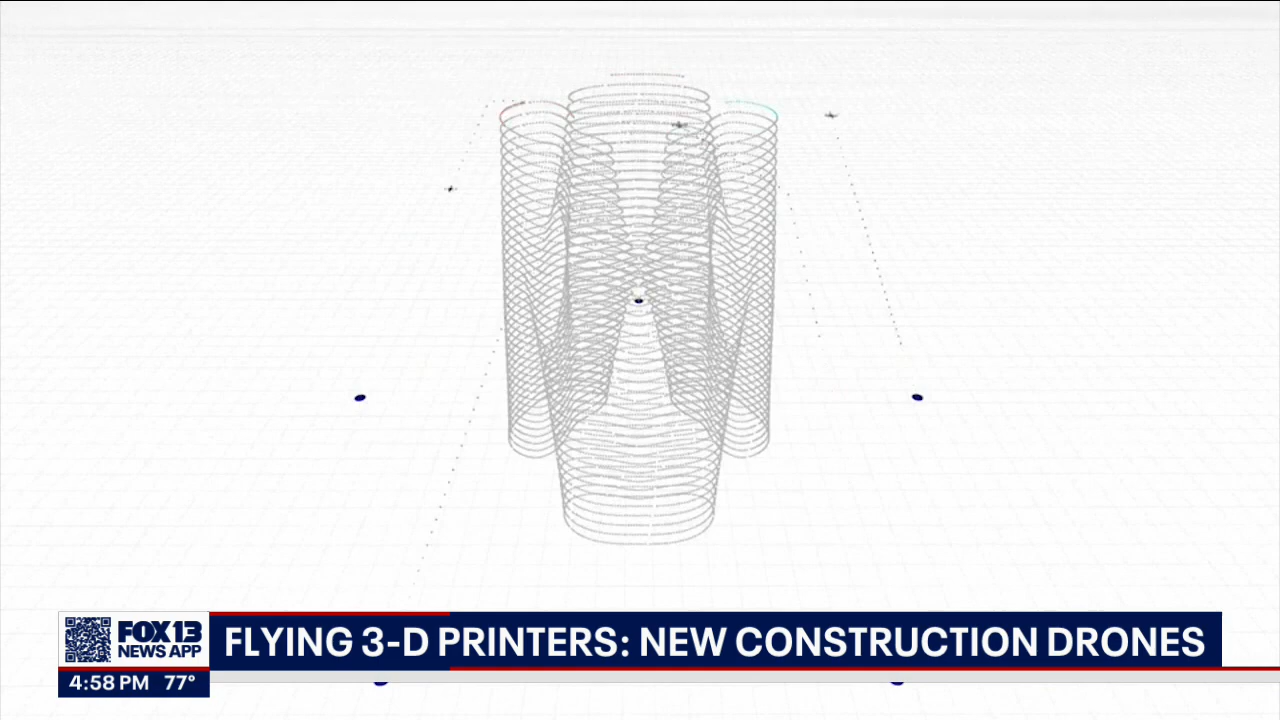 FOX13
NEWS APP
FLYING 3-D PRINTERS: NEW CONSTRUCTION DRONES
4:58 PM 77°